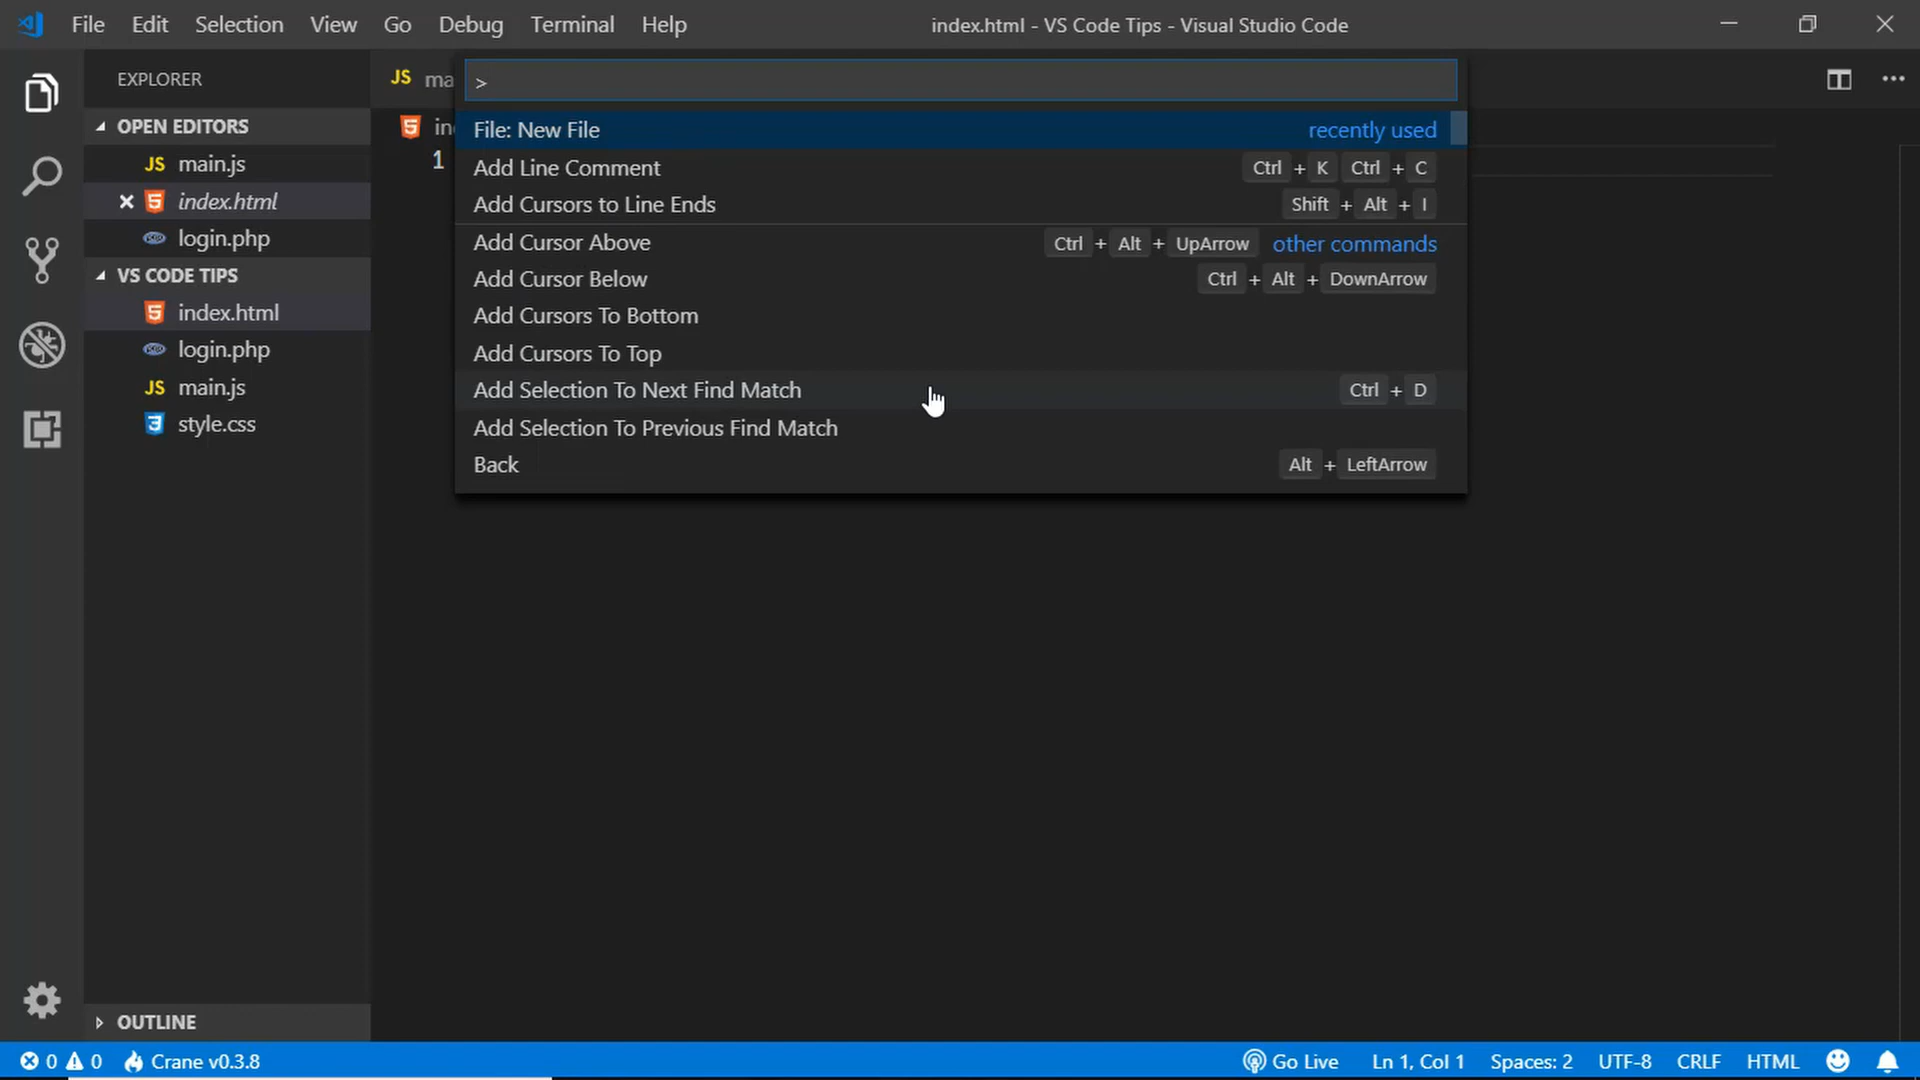 File Edit Selection View Go Debug Terminal Help index.html - VS Code Tips - Visual Studio Code
EXPLORER
JS ma
>
OPEN EDITORS
JS main.js
index.html
login.php
VS CODE TIPS
index.html
login.php
JS main.js
style.css
OUTLINE
in
1
File: New File recently used
Add Line Comment Ctrl + K Ctrl + C
Add Cursors to Line Ends Shift + Alt + I
Add Cursor Above Ctrl + Alt + UpArrow other commands
Add Cursor Below Ctrl + Alt + DownArrow
Add Cursors To Bottom
Add Cursors To Top
Add Selection To Next Find Match Ctrl + D
Add Selection To Previous Find Match
Back Alt + LeftArrow
0 0 Crane v0.3.8 Go Live Ln 1, Col 1 Spaces: 2 UTF-8 CRLF HTML